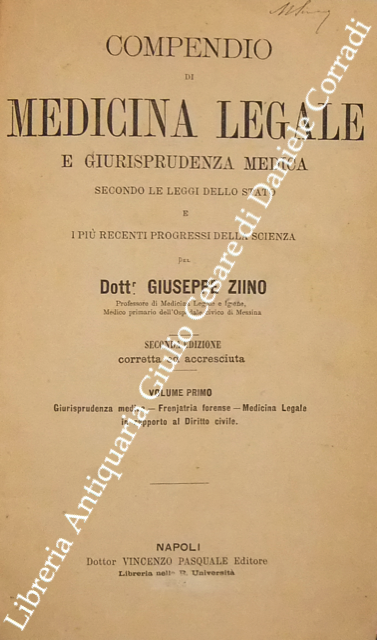 COMPENDIO
DI
MEDICINA LEGALE
E GIURISPRUDENZA MEDICA
SECONDO LE LEGGI DELLO STATO
E
I PIÙ RECENTI PROGRESSI DELLA SCIENZA
PER
Dott.r GIUSEPPE ZIINO
Professore di Medicina Legale e Igiene,
Medico primario dell'Ospedale civico di Messina
SECONDA EDIZIONE
corretta ed accresciuta
VOLUME PRIMO
Giurisprudenza medica — Frenjatria forense — Medicina Legale
in rapporto al Diritto civile.
NAPOLI
Dottor VINCENZO PASQUALE Editore
Libreria nella R. Università
Libreria Antiquaria Giulio Cesare di Daniele Corradi